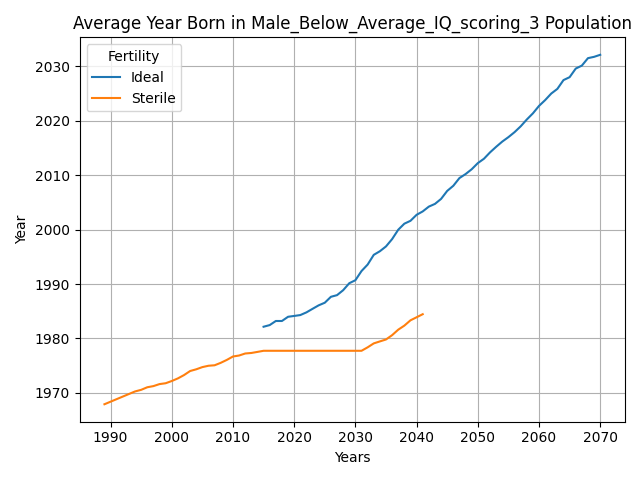 Average Year Born in Male_Below_Average_IQ_scoring_3 Population
Fertility
Ideal
Sterile
Year
2030
2020
2010
2000
1990
1980
1970
1990 2000 2010 2020 2030 2040 2050 2060 2070
Years